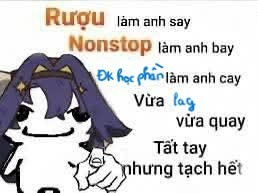 Rượu làm anh say
Nonstop làm anh bay
Đk học phần làm anh cay
Vừa lag
vừa quay
Tất tay
nhưng tạch hết